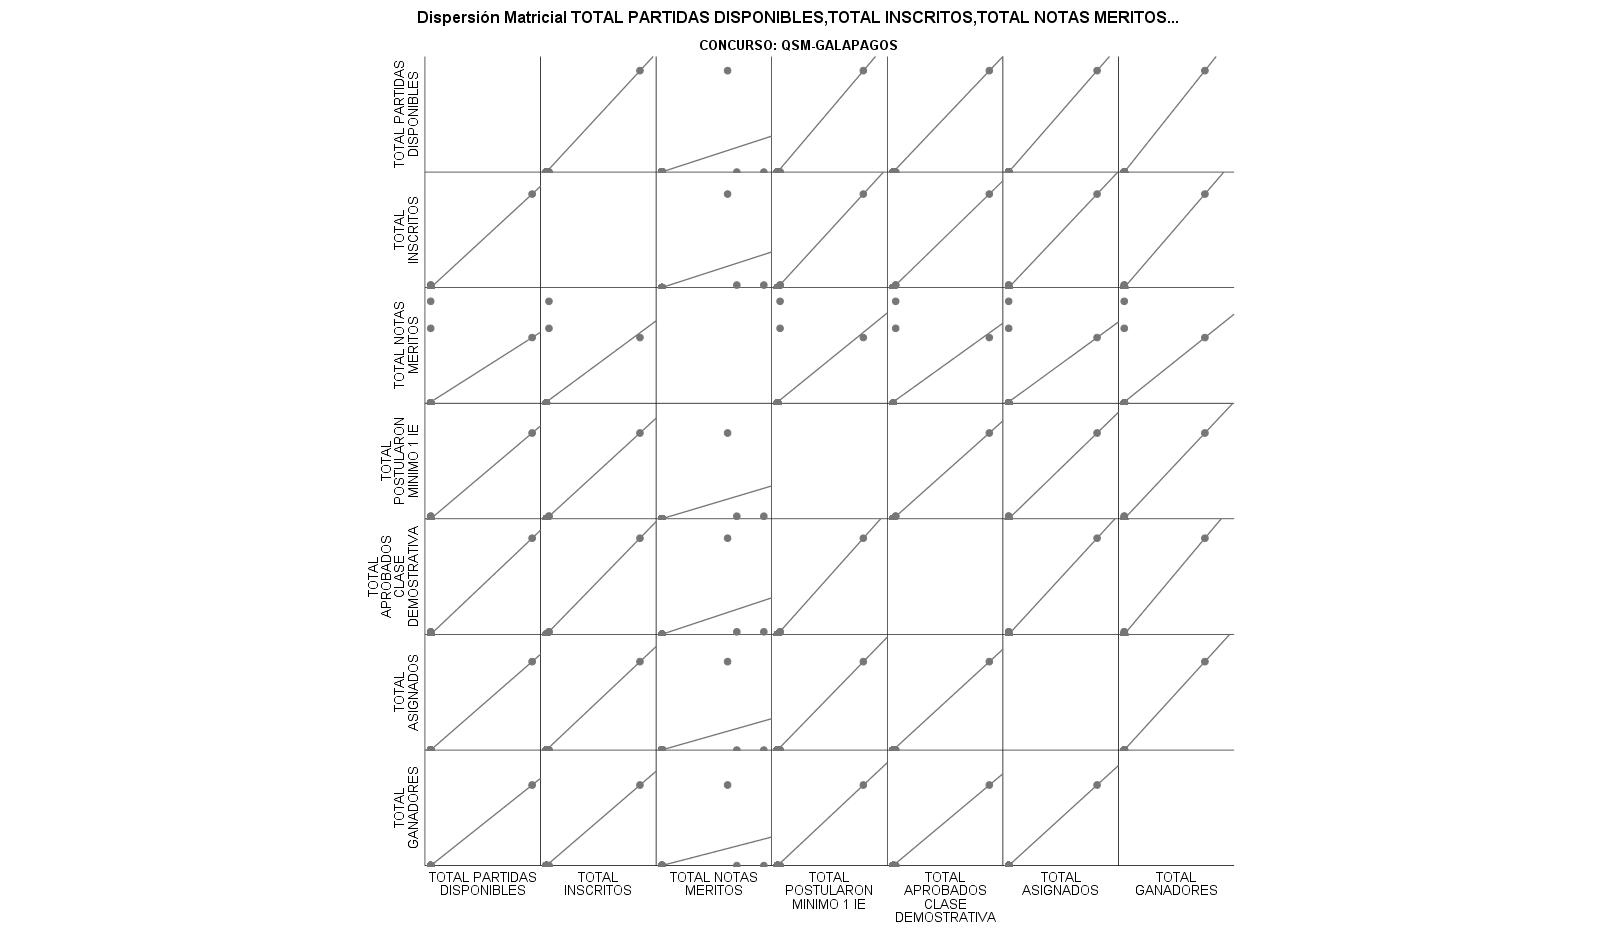 Dispersión Matricial TOTAL PARTIDAS DISPONIBLES,TOTAL INSCRITOS,TOTAL NOTAS MERITOS...
CONCURSO: QSM-GALAPAGOS
TOTAL PARTIDAS
DISPONIBLES
TOTAL
INSCRITOS
TOTAL NOTAS
MERITOS
TOTAL
POSTULARON
MINIMO 1 IE
TOTAL
APROBADOS
CLASE
DEMOSTRATIVA
TOTAL
ASIGNADOS
TOTAL
GANADORES
TOTAL PARTIDAS
DISPONIBLES
TOTAL
INSCRITOS
TOTAL NOTAS
MERITOS
TOTAL
POSTULARON
MINIMO 1 IE
TOTAL
APROBADOS
CLASE
DEMOSTRATIVA
TOTAL
ASIGNADOS
TOTAL
GANADORES